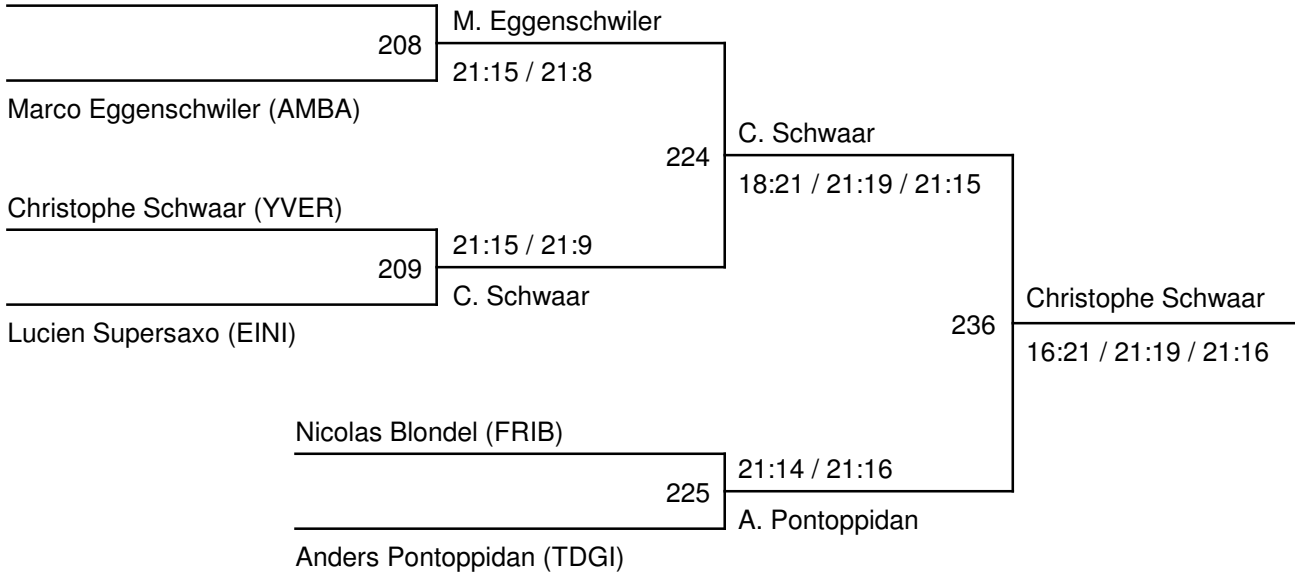 M. Eggenschwiler
208
21:15 / 21:8
Marco Eggenschwiler (AMBA)
C. Schwaar
224
18:21 / 21:19 / 21:15
Christophe Schwaar (YVER)
21:15 / 21:9
209
C. Schwaar
Lucien Supersaxo (EINI)
Christophe Schwaar
236
16:21 / 21:19 / 21:16
Nicolas Blondel (FRIB)
21:14 / 21:16
225
A. Pontoppidan
Anders Pontoppidan (TDGI)